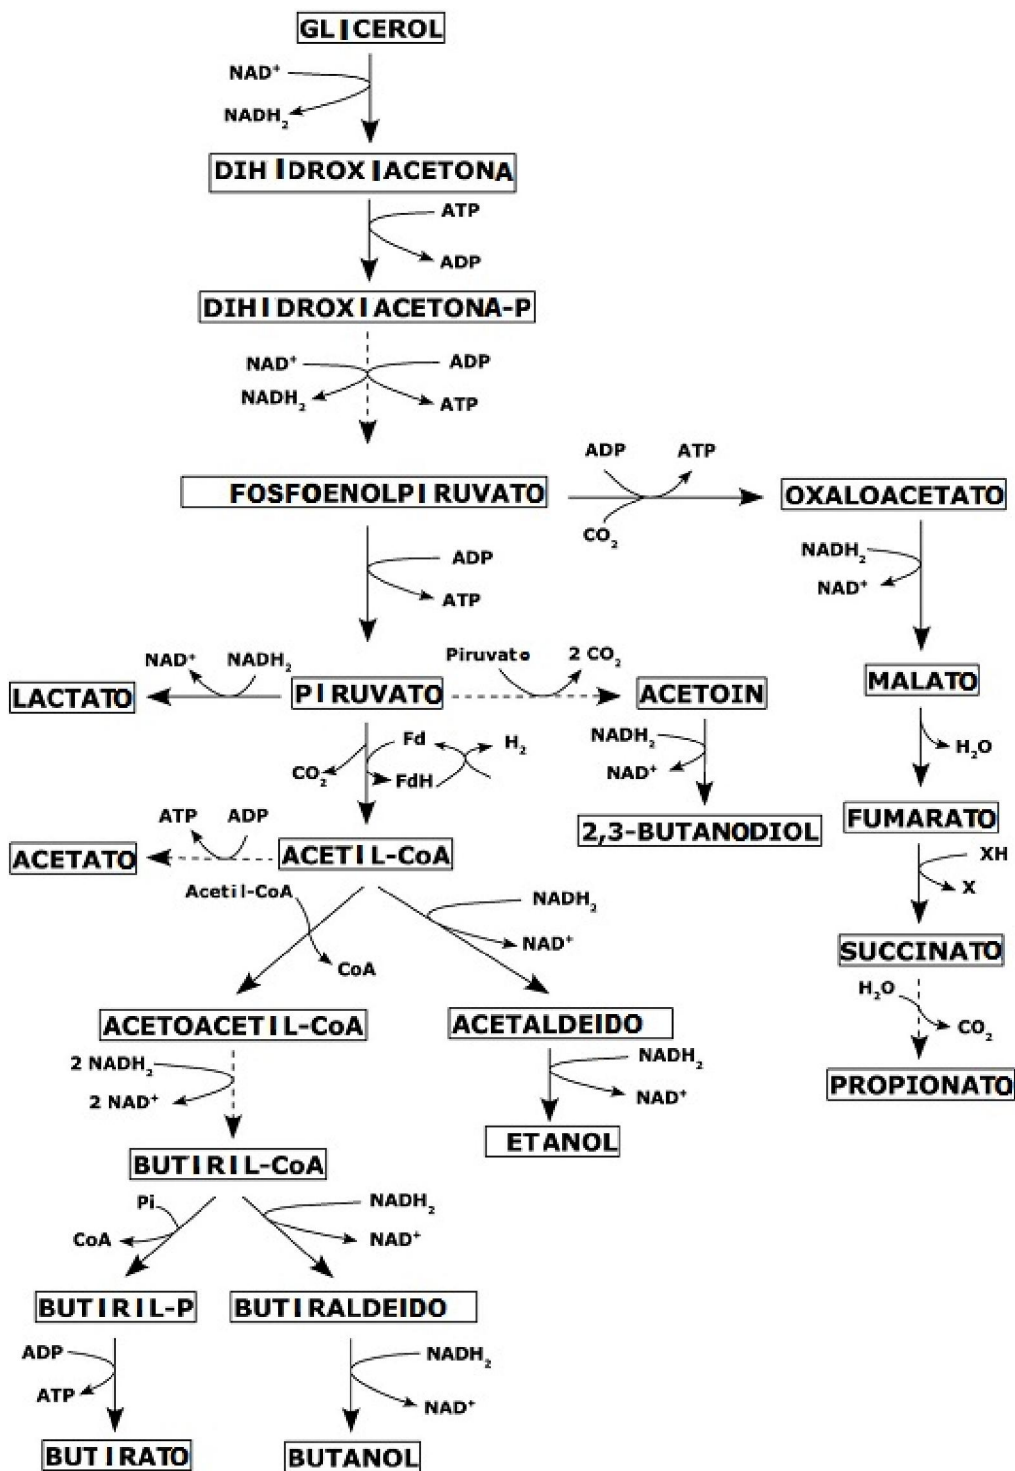 GLICEROL
NAD+
NADH2
DIHIDROXIACETONA
ATP
ADP
DIHIDROXIACETONA-P
NAD+ ADP
NADH2 ATP
ADP ATP
FOSFOENOLPIRUVATO OXALOACETATO
CO2
NADH2
ADP
NAD+
ATP
NAD+ NADH2 Piruvato 2 CO2
LACTATO PIRUVATO ACETOIN MALATO
Fd H2 NADH2
H2O
CO2 FdH NAD+
ATP ADP
FUMARATO
2,3-BUTANODIOL
ACETATO ACETIL-CoA
XH
X
Acetil-CoA NADH2
NAD+
CoA
SUCCINATO
H2O
CO2
ACETOACETIL-CoA ACETALDEIDO
2 NADH2 NADH2
2 NAD+ NAD+
PROPIONATO
ETANOL
BUTIRIL-CoA
Pi NADH2
CoA NAD+
BUTIRIL-P BUTIRALDEIDO
ADP NADH2
ATP NAD+
BUTIRATO BUTANOL